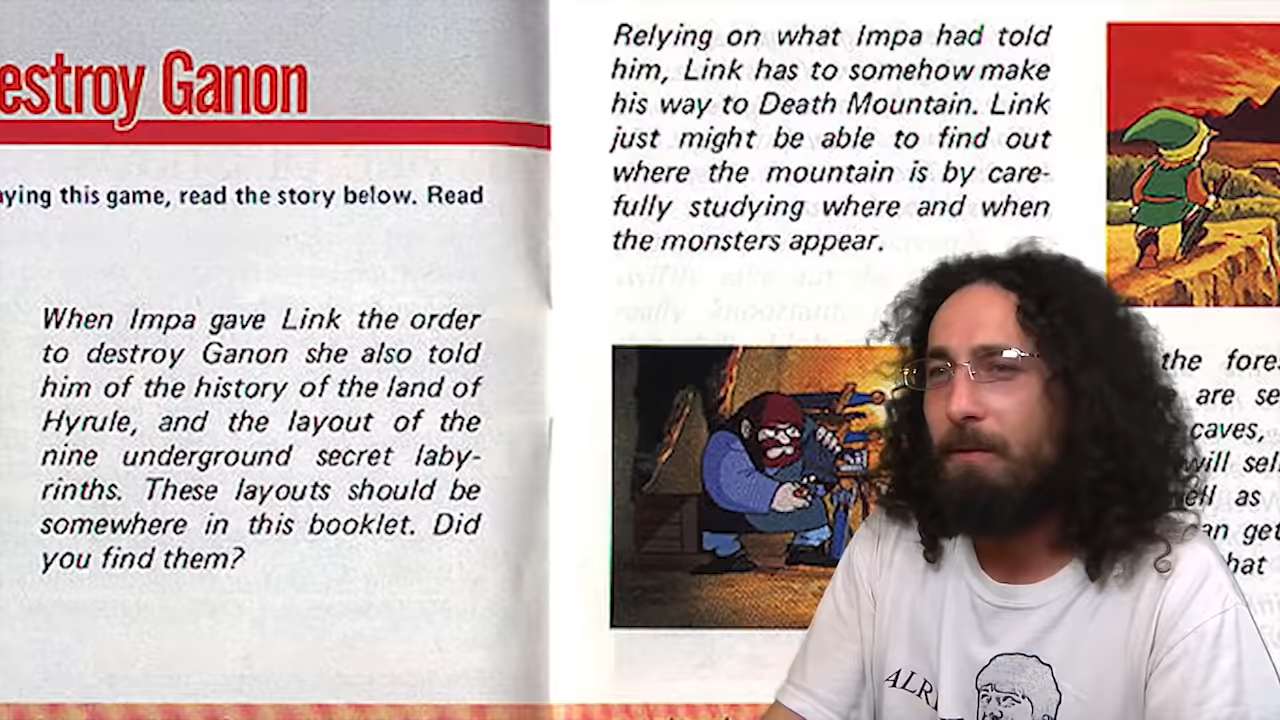 estroy Ganon
aying this game, read the story below. Read
When Impa gave Link the order
to destroy Ganon she also told
him of the history of the land of
Hyrule, and the layout of the
nine underground secret laby-
rinths. These layouts should be
somewhere in this booklet. Did
you find them?
Relying on what Impa had told
him, Link has to somehow make
his way to Death Mountain. Link
just might be able to find out
where the mountain is by care-
fully studying where and when
the monsters appear.
the fores
are se
caves,
will sell
ell as
an get
hat
ALR